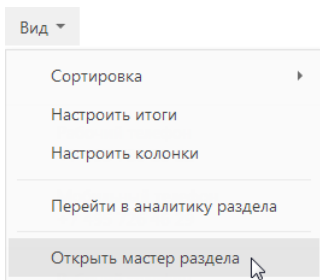 Вид
Сортировка
Настроить итоги
Настроить колонки
Перейти в аналитику раздела
Открыть мастер раздела